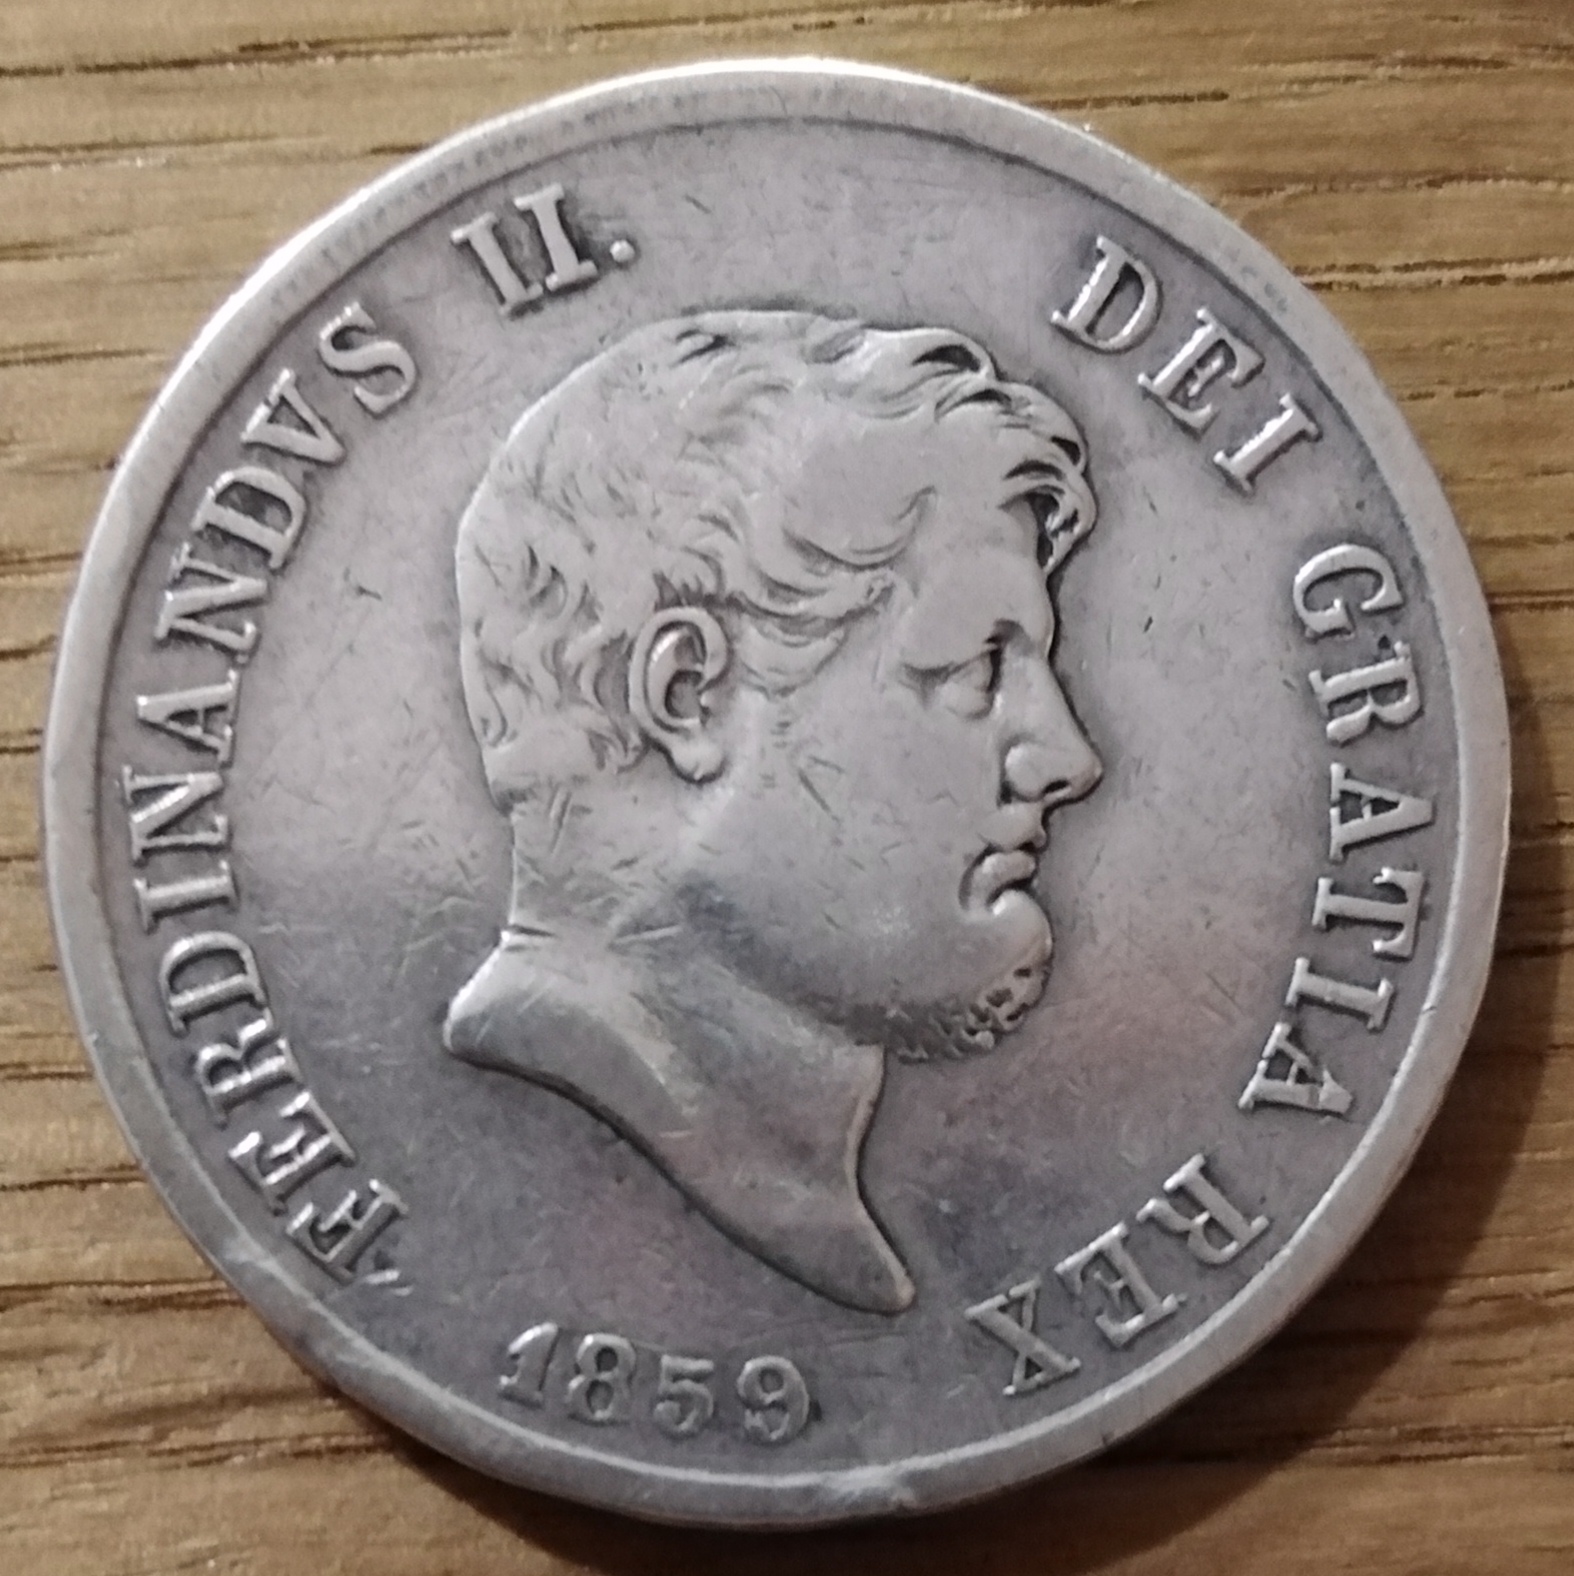 FERDINANDVS II. DEI GRATIA REX
1859